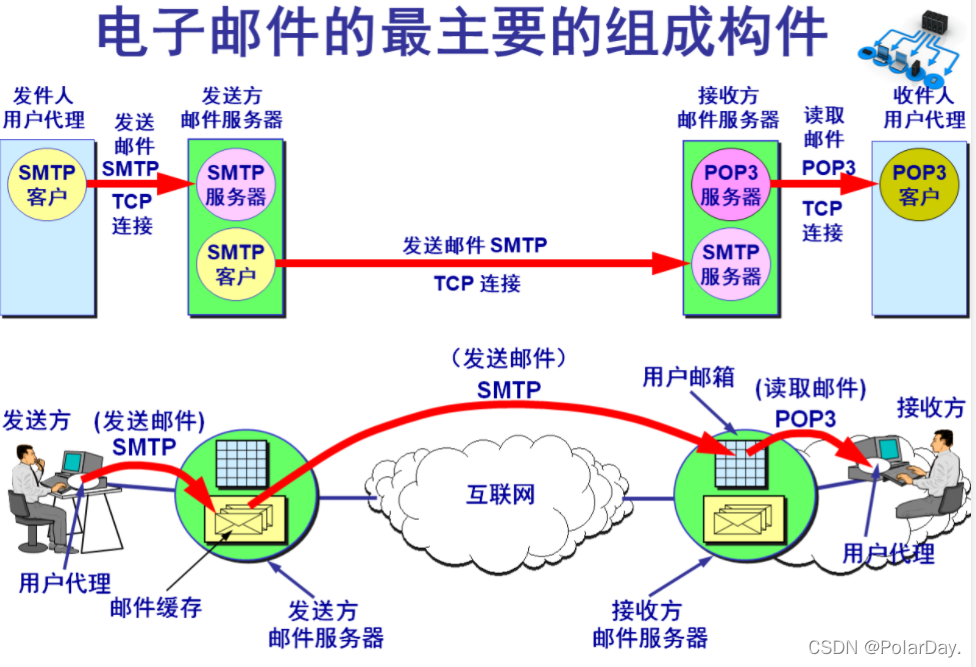 电子邮件的最主要的组成构件
发件人
用户代理
发送
邮件
SMTP
TCP
连接
发送方
邮件服务器
接收方
邮件服务器
读取
邮件
POP3
TCP
连接
收件人
用户代理
SMTP
客户
SMTP
服务器
SMTP
客户
发送邮件 SMTP
TCP 连接
POP3
服务器
SMTP
服务器
POP3
客户
(发送邮件)
SMTP
发送方
(发送邮件)
SMTP
用户邮箱
(读取邮件)
POP3
接收方
互联网
用户代理
邮件缓存
发送方
邮件服务器
接收方
邮件服务器
用户代理
CSDN @PolarDay.